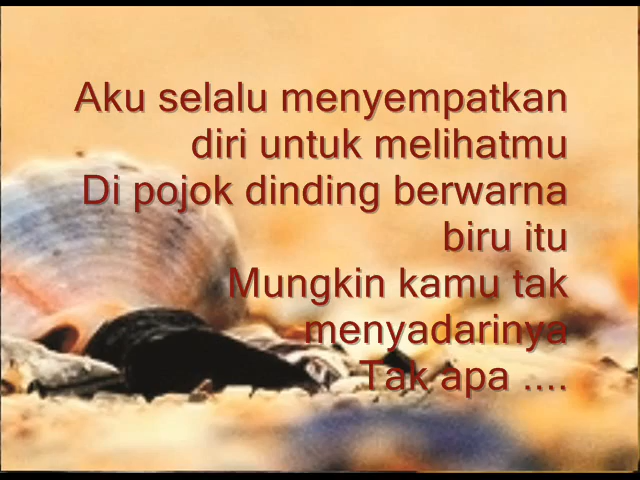 Aku selalu menyempatkan
diri untuk melihatmu
Di pojok dinding berwarna
biru itu
Mungkin kamu tak
menyadarinya
Tak apa ....